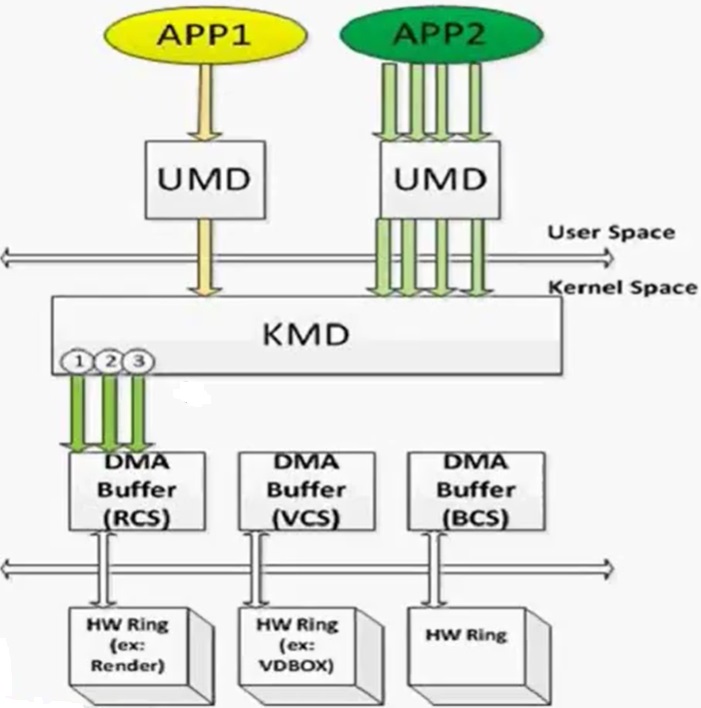 APP1
APP2
UMD
UMD
User Space
Kernel Space
KMD
1 2 3
DMA
Buffer
(RCS)
DMA
Buffer
(VCS)
DMA
Buffer
(BCS)
HW Ring
(ex:
Render)
HW Ring
(ex:
VDBOX)
HW Ring